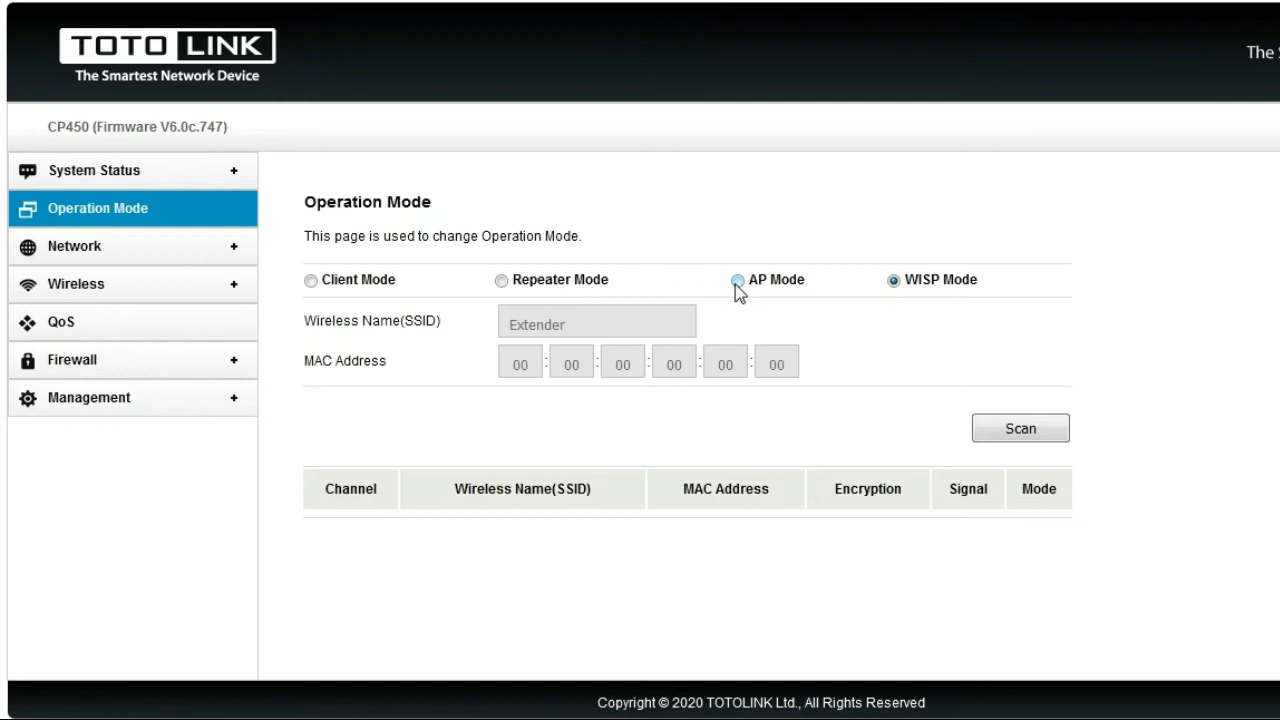 TOTO LINK
The Smartest Network Device
The
CP450 (Firmware V6.0c.747)
System Status +
Operation Mode
Network +
Wireless +
QoS
Firewall +
Management +
Operation Mode
This page is used to change Operation Mode.
Client Mode Repeater Mode AP Mode WISP Mode
Wireless Name(SSID) Extender
MAC Address 00 : 00 : 00 : 00 : 00 : 00
Scan
Channel Wireless Name(SSID) MAC Address Encryption Signal Mode
Copyright © 2020 TOTOLINK Ltd., All Rights Reserved